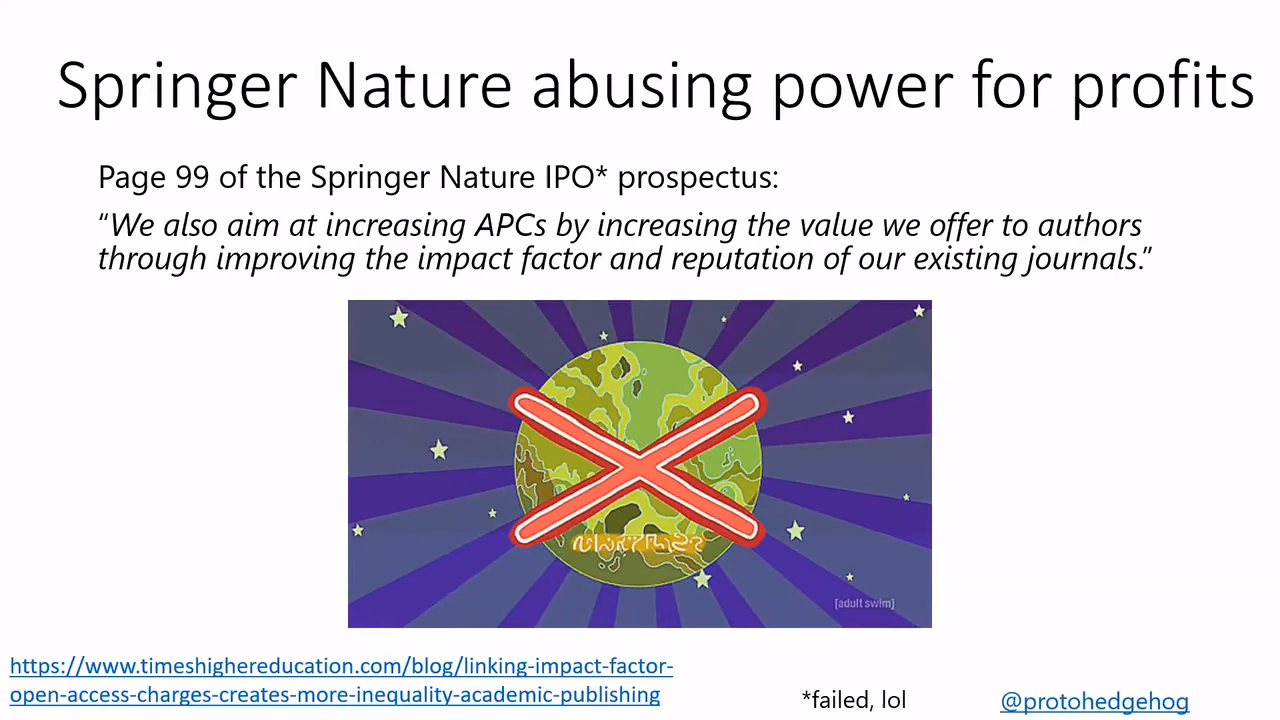 Springer Nature abusing power for profits
Page 99 of the Springer Nature IPO* prospectus:
“We also aim at increasing APCs by increasing the value we offer to authors
through improving the impact factor and reputation of our existing journals.”
[adult swim]
https://www.timeshighereducation.com/blog/linking-impact-factor-
open-access-charges-creates-more-inequality-academic-publishing
*failed, lol
@protohedgehog